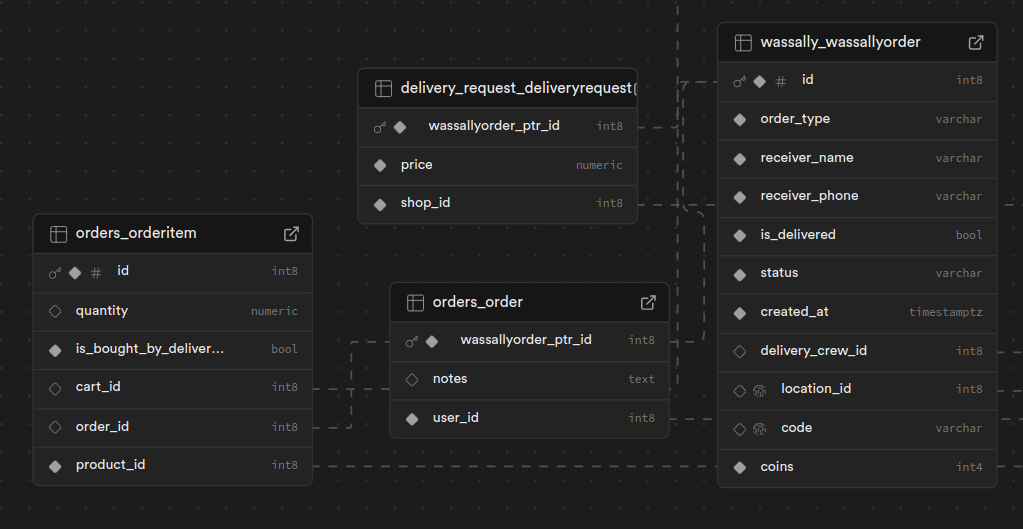 wassally_wassallyorder
id int8
order_type varchar
receiver_name varchar
receiver_phone varchar
is_delivered bool
status varchar
created_at timestamptz
delivery_crew_id int8
location_id int8
code varchar
coins int4
delivery_request_deliveryrequest
wassallyorder_ptr_id int8
price numeric
shop_id int8
orders_orderitem
# id int8
quantity numeric
is_bought_by_deliver... bool
cart_id int8
order_id int8
product_id int8
orders_order
wassallyorder_ptr_id int8
notes text
user_id int8